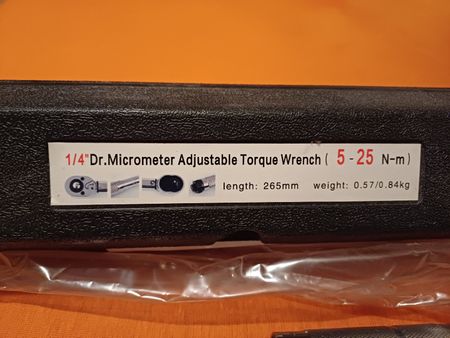 1/4"Dr.Micrometer Adjustable Torque Wrench ( 5 - 25 N-m )
length: 265mm weight: 0.57/0.84kg